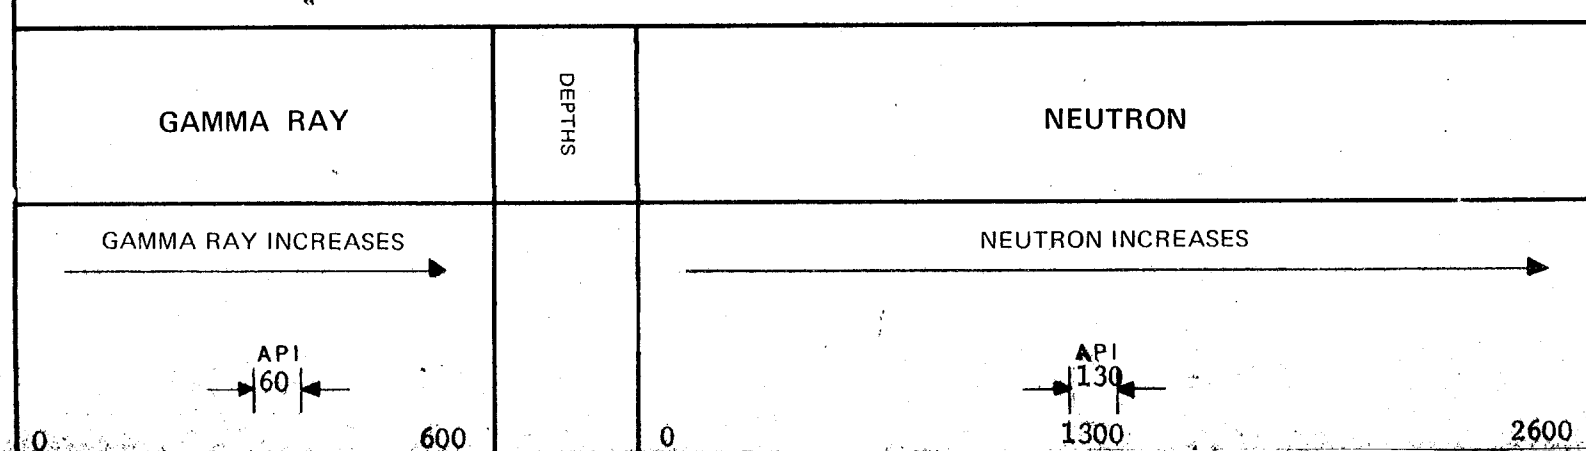 GAMMA RAY
DEPTHS
NEUTRON
GAMMA RAY INCREASES
NEUTRON INCREASES
API
60
API
130
0 600
0 1300 2600